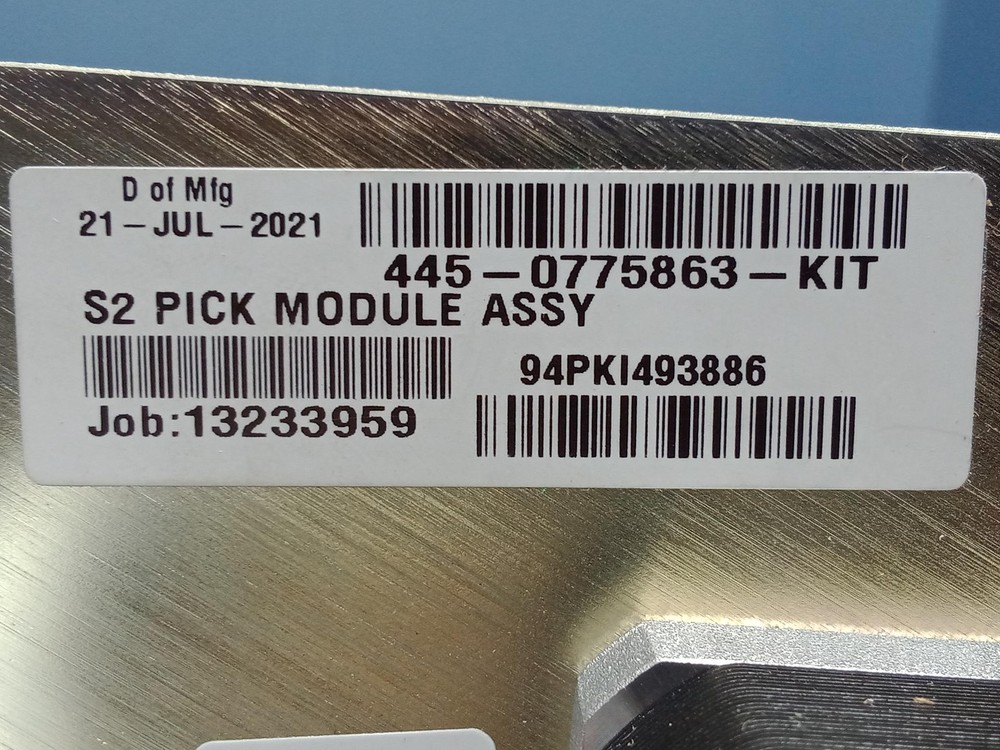 D of Mfg
21-JUL-2021
445-0775863-KIT
S2 PICK MODULE ASSY
94PKI493886
Job:13233959